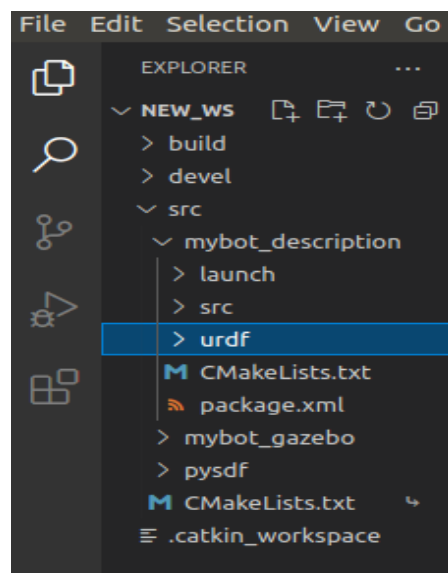 File Edit Selection View Go
EXPLORER ...
NEW_WS
build
devel
src
mybot_description
launch
src
urdf
CMakeLists.txt
package.xml
mybot_gazebo
pysdf
CMakeLists.txt
.catkin_workspace